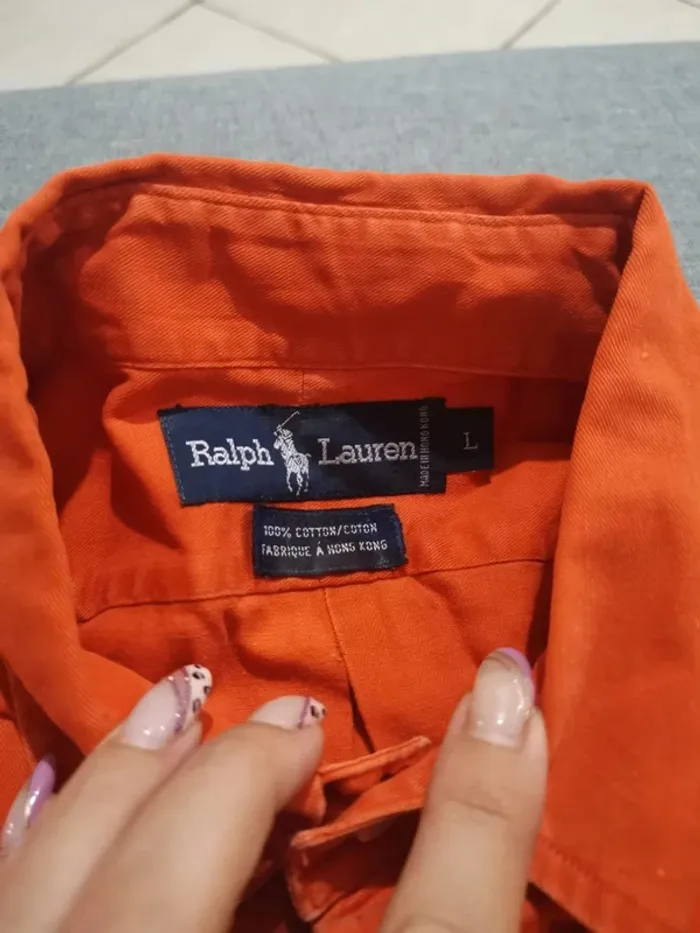 Ralph Lauren
MADE IN HONG KONG
L
100% COTTON/COTON
FABRIQUE À HONG KONG